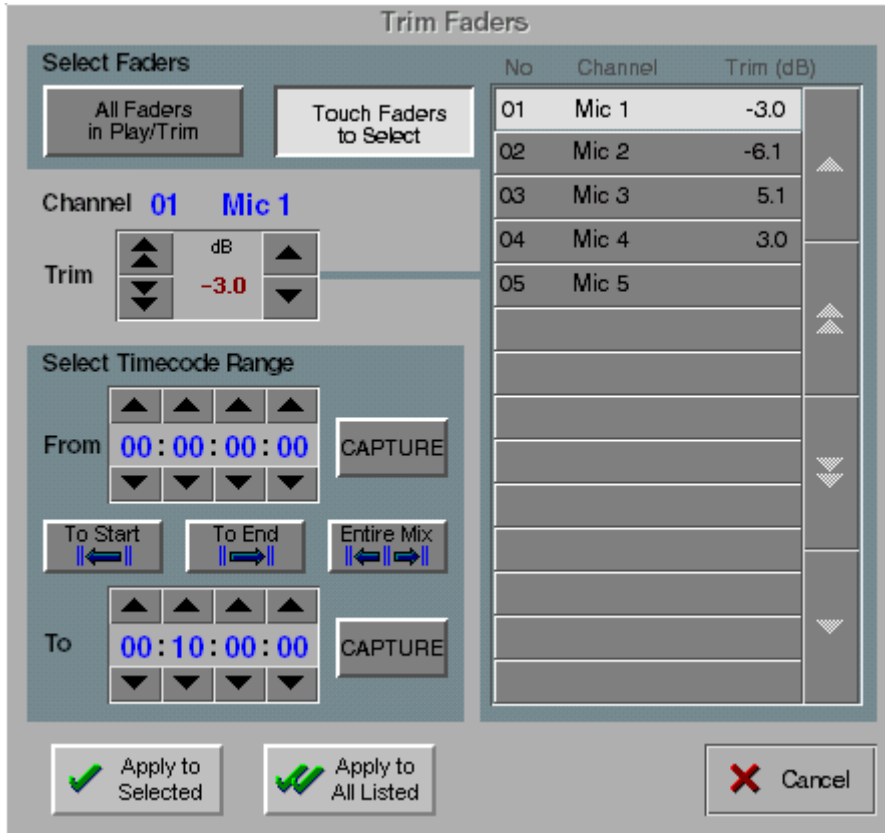 Trim Faders
Select Faders
All Faders
in Play/Trim
Touch Faders
to Select
Channel 01 Mic 1
Trim
dB
-3.0
Select Timecode Range
From 00:00:00:00 CAPTURE
To Start
To End
Entire Mix
To 00:10:00:00 CAPTURE
No Channel Trim (dB)
01 Mic 1 -3.0
02 Mic 2 -6.1
03 Mic 3 5.1
04 Mic 4 3.0
05 Mic 5
Apply to
Selected
Apply to
All Listed
Cancel